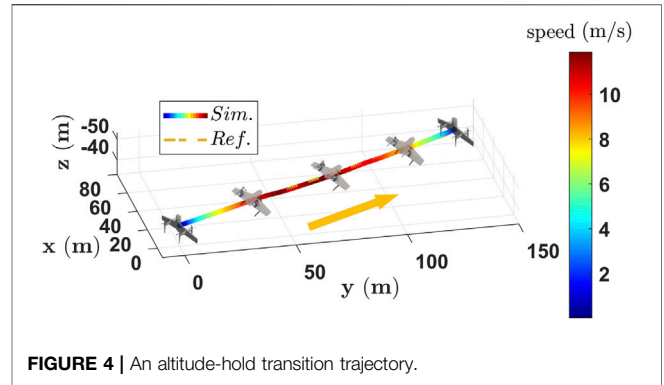 speed (m/s)
10
8
6
4
2
Sim.
Ref.
z (m)
-50
-40
80
60
40
20
0
x (m)
0
50
100
150
y (m)
FIGURE 4 | An altitude-hold transition trajectory.